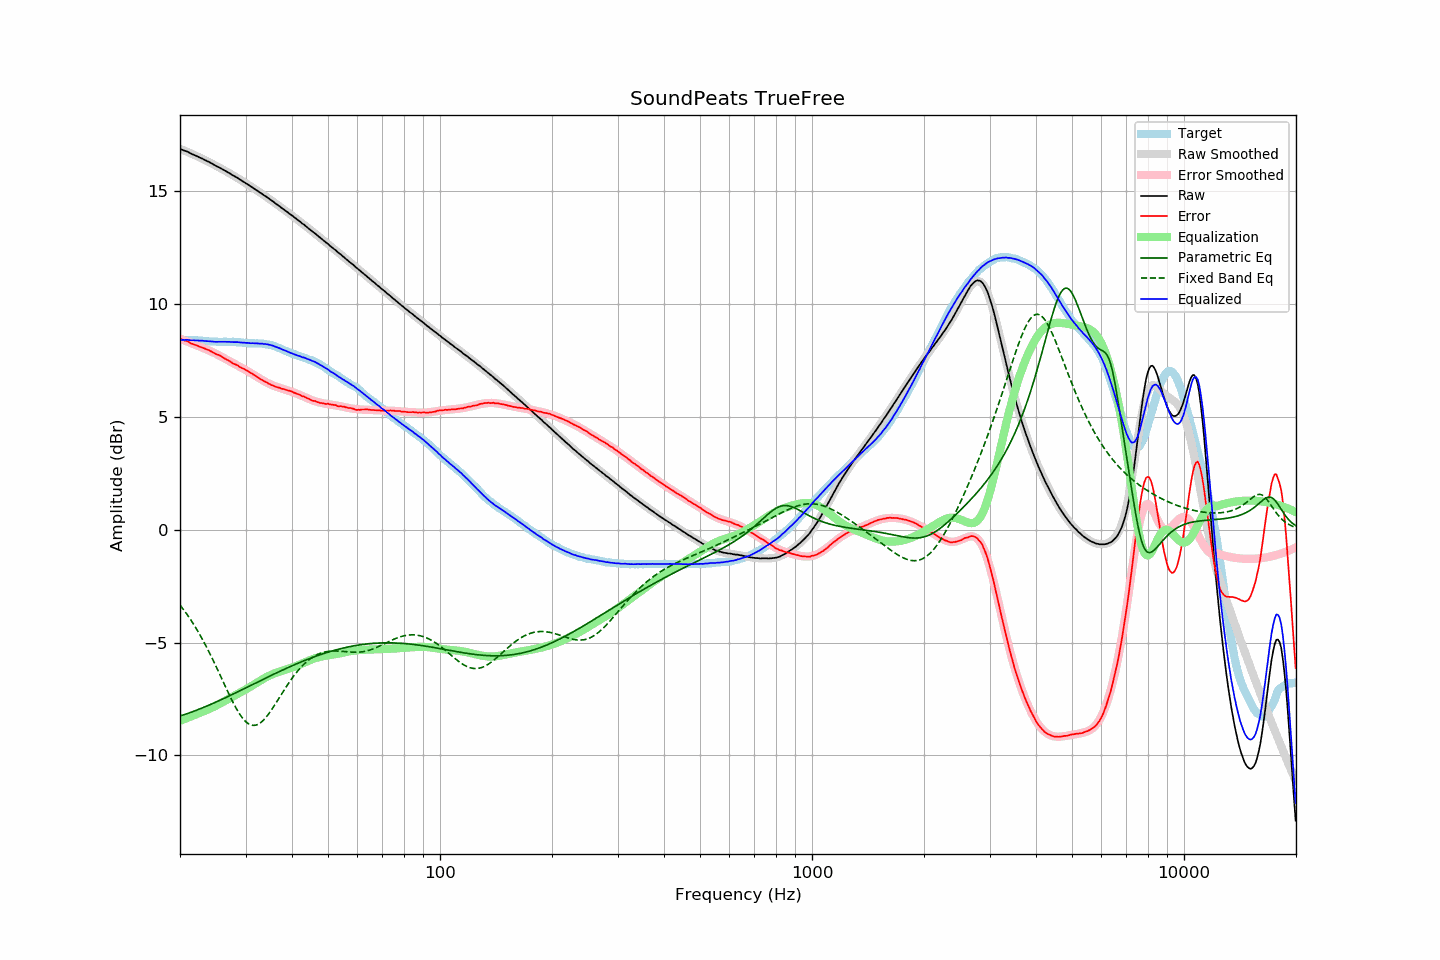 SoundPeats TrueFree
Target
Raw Smoothed
Error Smoothed
Raw
Error
Equalization
Parametric Eq
Fixed Band Eq
Equalized
15
10
5
0
−5
−10
Amplitude (dBr)
100
1000
10000
Frequency (Hz)